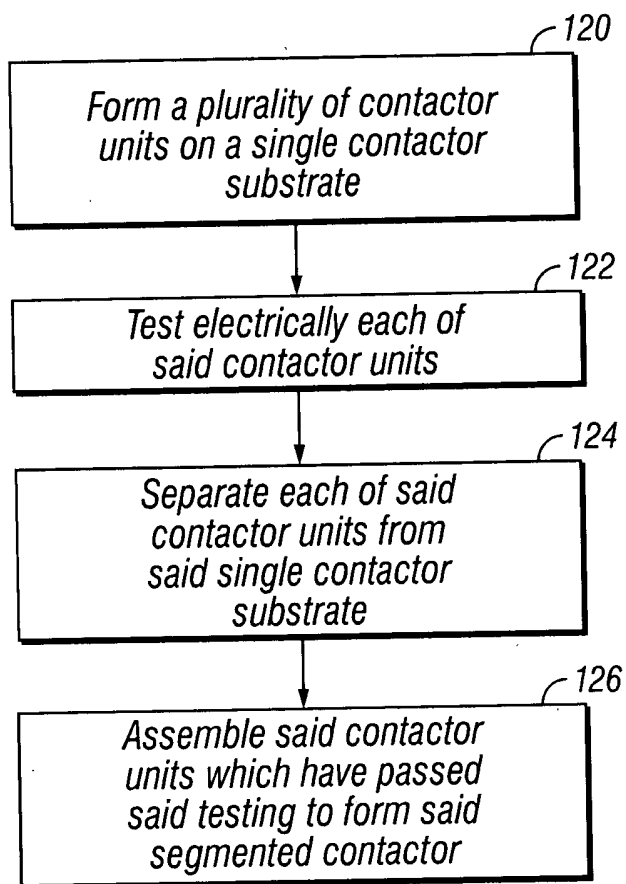 120
Form a plurality of contactor
units on a single contactor
substrate
122
Test electrically each of
said contactor units
124
Separate each of said
contactor units from
said single contactor
substrate
126
Assemble said contactor
units which have passed
said testing to form said
segmented contactor